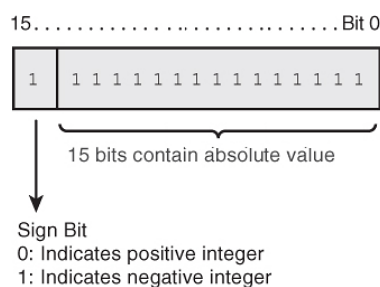 15. . . . . . . . . . . . . . . . . . . . . . . . . . . . . . Bit 0
1 1 1 1 1 1 1 1 1 1 1 1 1 1 1 1
15 bits contain absolute value
Sign Bit
0: Indicates positive integer
1: Indicates negative integer